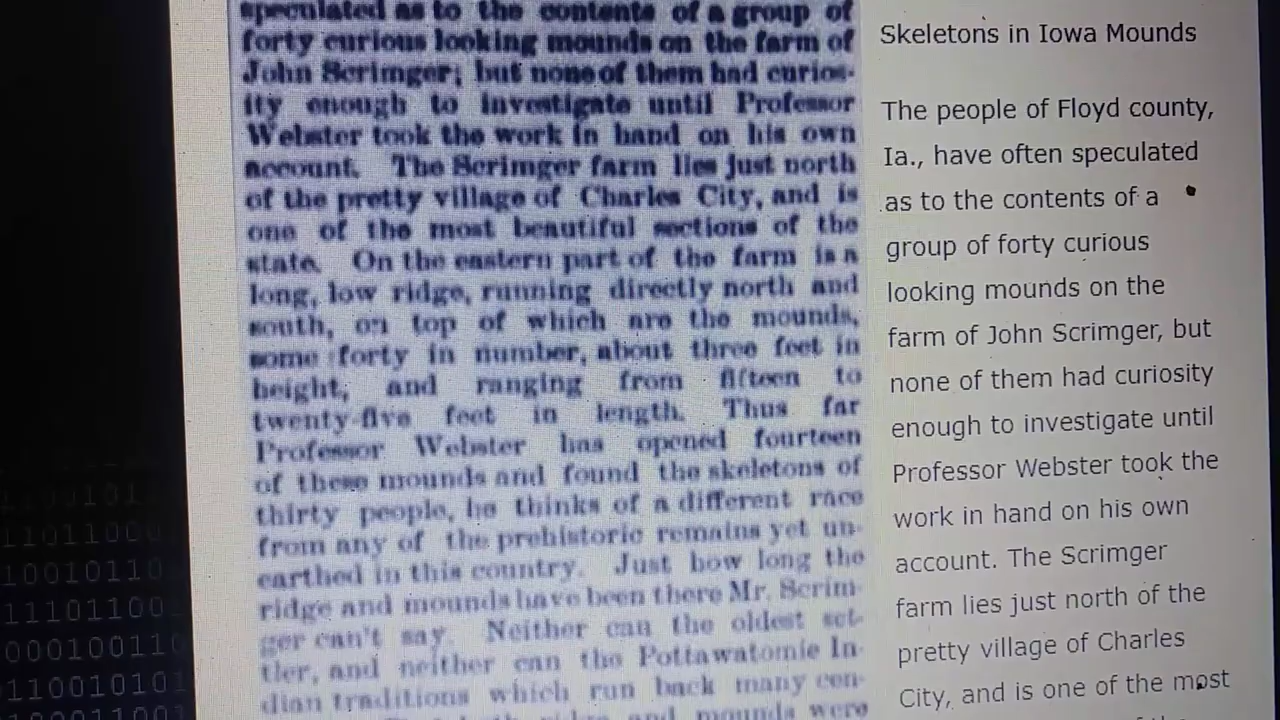 speculated as to the contents of a group of
forty curious looking mounds on the farm of
John Scrimger; but none of them had curios-
ity enough to investigate until Professor
Webster took the work in hand on his own
account. The Scrimger farm lies just north
of the pretty village of Charles City, and is
one of the most beautiful sections of the
state. On the eastern part of the farm is a
long, low ridge, running directly north and
south, on top of which are the mounds,
some forty in number, about three feet in
height, and ranging from fifteen to
twenty-five feet in length. Thus far
Professor Webster has opened fourteen
of these mounds and found the skeletons of
thirty people, he thinks of a different race
from any of the prehistoric remains yet un-
earthed in this country. Just how long the
ridge and mounds have been there Mr. Scrim-
ger can't say. Neither can the oldest set-
tler, and neither can the Pottawatomie In-
dian traditions which run back many cen-
ridge and mounds were
Skeletons in Iowa Mounds
The people of Floyd county,
Ia., have often speculated
as to the contents of a
group of forty curious
looking mounds on the
farm of John Scrimger, but
none of them had curiosity
enough to investigate until
Professor Webster took the
work in hand on his own
account. The Scrimger
farm lies just north of the
pretty village of Charles
City, and is one of the most
11011000
10010110
11101100
000100110
110010101